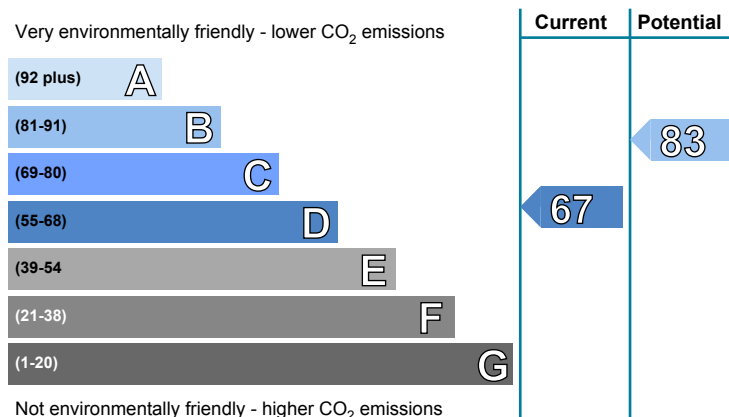 Current Potential
Very environmentally friendly - lower CO2 emissions
(92 plus) A
(81-91) B
83
(69-80) C
(55-68) D
67
(39-54 E
(21-38) F
(1-20) G
Not environmentally friendly - higher CO2 emissions